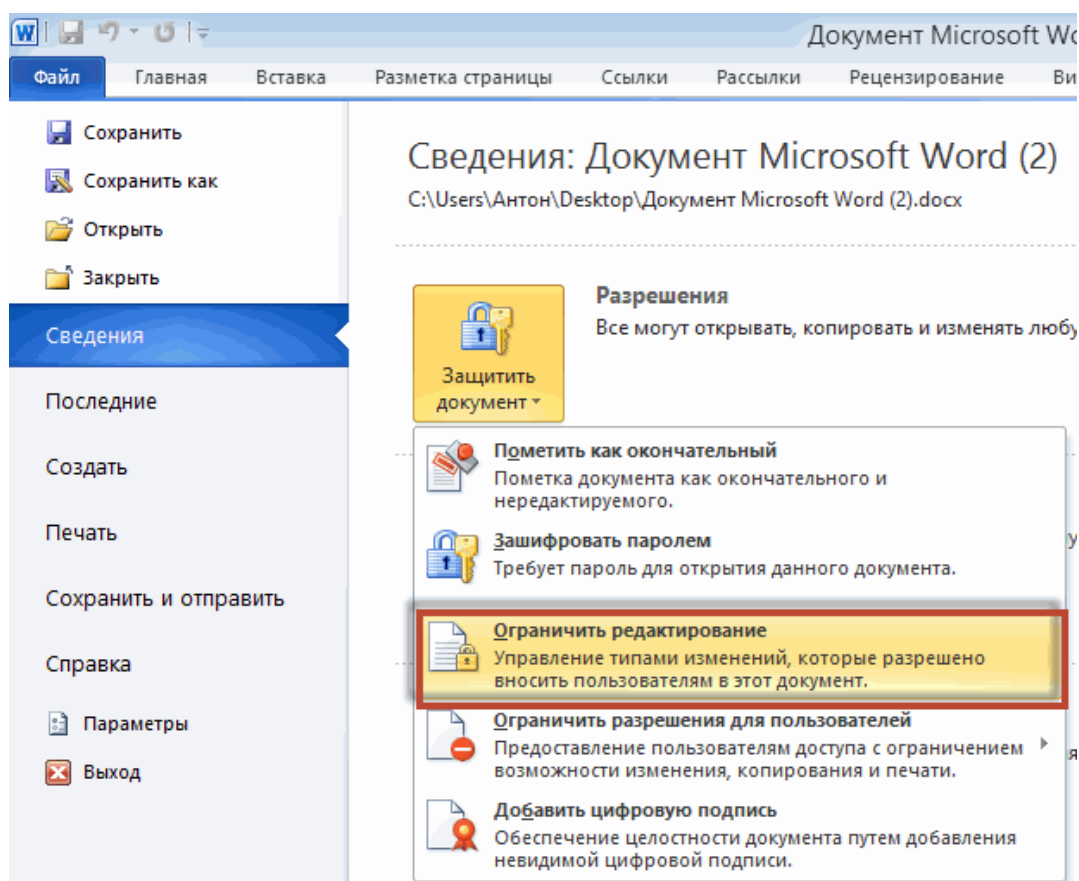 Документ Microsoft
Файл Главная Вставка Разметка страницы Ссылки Рассылки Рецензирование
Сохранить
Сохранить как
Открыть
Закрыть
Сведения
Последние
Создать
Печать
Сохранить и отправить
Справка
Параметры
Выход
Сведения: Документ Microsoft Word (2)
C:\Users\Антон\Desktop\Документ Microsoft Word (2).docx
Защитить
документ
Разрешения
Все могут открывать, копировать и изменять
Пометить как окончательный
Пометка документа как окончательного и
нередактируемого.
Зашифровать паролем
Требует пароль для открытия данного документа.
Ограничить редактирование
Управление типами изменений, которые разрешено
вносить пользователям в этот документ.
Ограничить разрешения для пользователей
Предоставление пользователям доступа с ограничением
возможности изменения, копирования и печати.
Добавить цифровую подпись
Обеспечение целостности документа путем добавления
невидимой цифровой подписи.